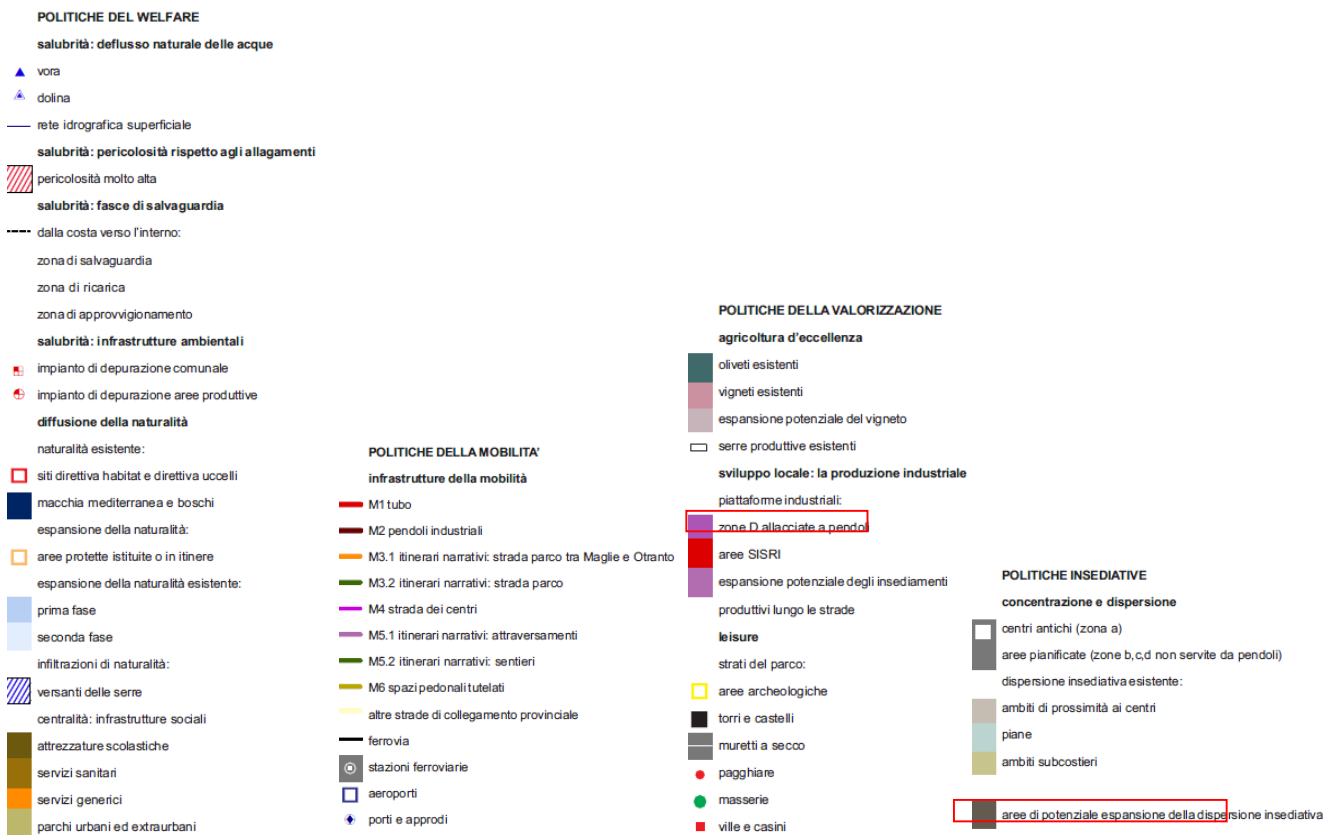 POLITICHE DEL WELFARE
salubrità: deflusso naturale delle acque
vora
dolina
rete idrografica superficiale
salubrità: pericolosità rispetto agli allagamenti
pericolosità molto alta
salubrità: fasce di salvaguardia
dalla costa verso l'interno:
zona di salvaguardia
zona di ricarica
zona di approvvigionamento
salubrità: infrastrutture ambientali
impianto di depurazione comunale
impianto di depurazione aree produttive
diffusione della naturalità
naturalità esistente:
siti direttiva habitat e direttiva uccelli
macchia mediterranea e boschi
espansione della naturalità:
aree protette istituite o in itinere
espansione della naturalità esistente:
prima fase
seconda fase
infiltrazioni di naturalità:
versanti delle serre
centralità: infrastrutture sociali
attrezzature scolastiche
servizi sanitari
servizi generici
parchi urbani ed extraurbani
POLITICHE DELLA MOBILITA'
infrastrutture della mobilità
M1 tubo
M2 pendoli industriali
M3.1 itinerari narrativi: strada parco tra Maglie e Otranto
M3.2 itinerari narrativi: strada parco
M4 strada dei centri
M5.1 itinerari narrativi: attraversamenti
M5.2 itinerari narrativi: sentieri
M6 spazi pedonali tutelati
altre strade di collegamento provinciale
ferrovia
stazioni ferroviarie
aeroporti
porti e approdi
POLITICHE DELLA VALORIZZAZIONE
agricoltura d'eccellenza
oliveti esistenti
vigneti esistenti
espansione potenziale del vigneto
serre produttive esistenti
sviluppo locale: la produzione industriale
piattaforme industriali:
zone D allacciate a pendoli
aree SISRI
espansione potenziale degli insediamenti
produttivi lungo le strade
leisure
strati del parco:
aree archeologiche
torri e castelli
muretti a secco
pagghiare
masserie
ville e casini
POLITICHE INSEDIATIVE
concentrazione e dispersione
centri antichi (zona a)
aree pianificate (zone b,c,d non servite da pendoli)
dispersione insediativa esistente:
ambiti di prossimità ai centri
piane
ambiti subcostieri
aree di potenziale espansione della dispersione insediativa